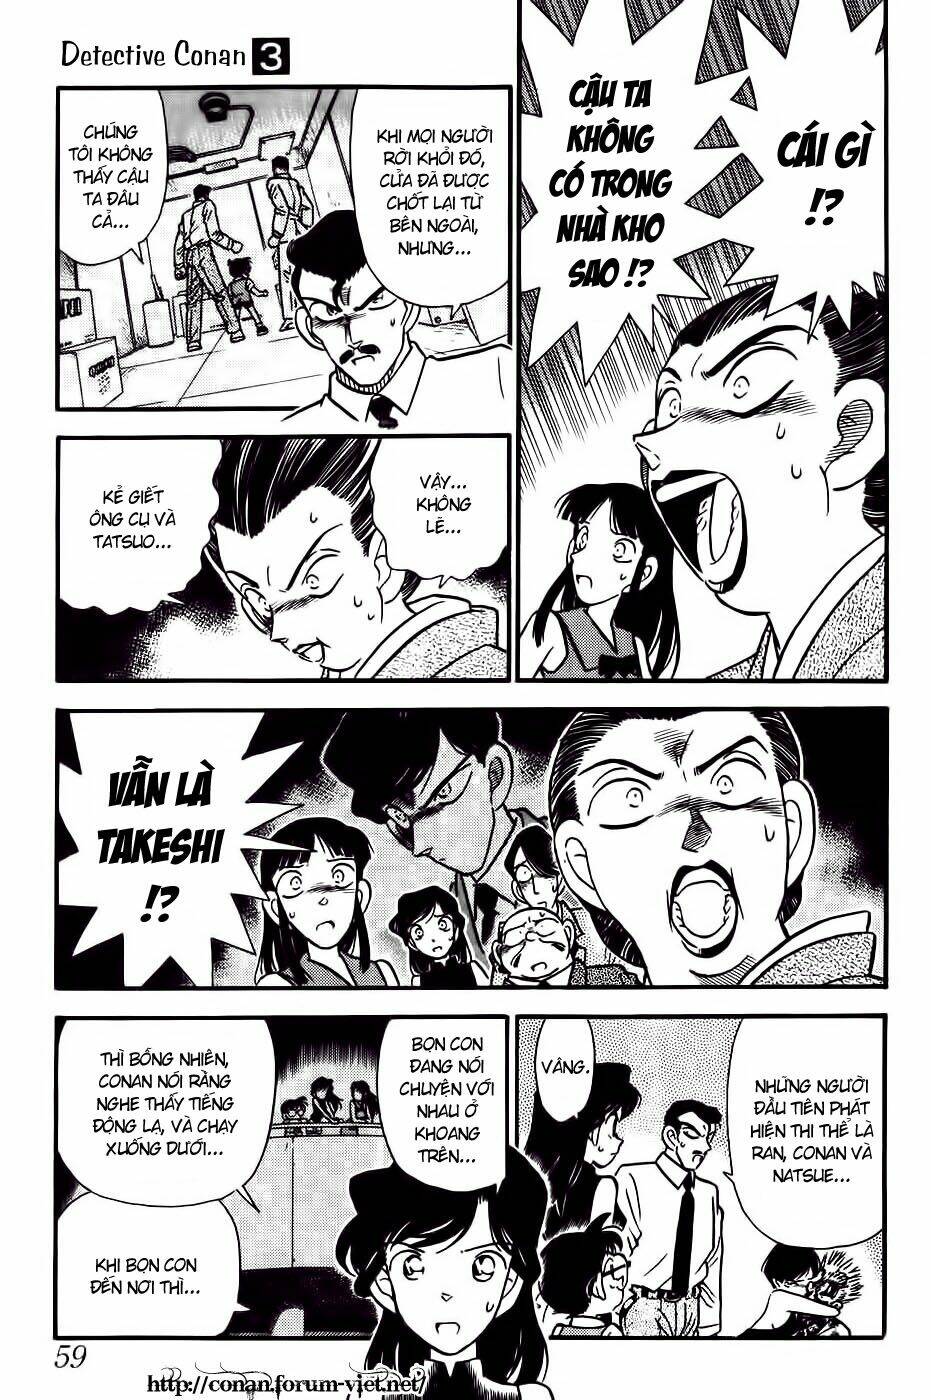 Detective Conan 3
CÁI GÌ
!?
CẬU TA
KHÔNG
CÓ TRONG
NHÀ KHO
SAO !?
KHI MỌI NGƯỜI
RỜI KHỎI ĐÓ,
CỬA ĐÃ ĐƯỢC
CHỐT LẠI TỪ
BÊN NGOÀI,
NHƯNG...
CHÚNG
TÔI KHÔNG
THẤY CẬU
TA ĐÂU
CẢ...
VẬY...
KHÔNG
LẼ...
KẺ GIẾT
ÔNG CỤ VÀ
TATSUO...
VẪN LÀ
TAKESHI
!?
NHỮNG NGƯỜI
ĐẦU TIÊN PHÁT
HIỆN THI THỂ LÀ
RAN, CONAN VÀ
NATSUE...
VÂNG.
BỌN CON
ĐANG NÓI
CHUYỆN VỚI
NHAU Ở
KHOANG
TRÊN...
THÌ BỖNG NHIÊN,
CONAN NÓI RẰNG
NGHE THẤY TIẾNG
ĐỘNG LẠ, VÀ CHẠY
XUỐNG DƯỚI...
KHI BỌN CON
ĐẾN NƠI THÌ...
59
http://conan.forum-viet.net/